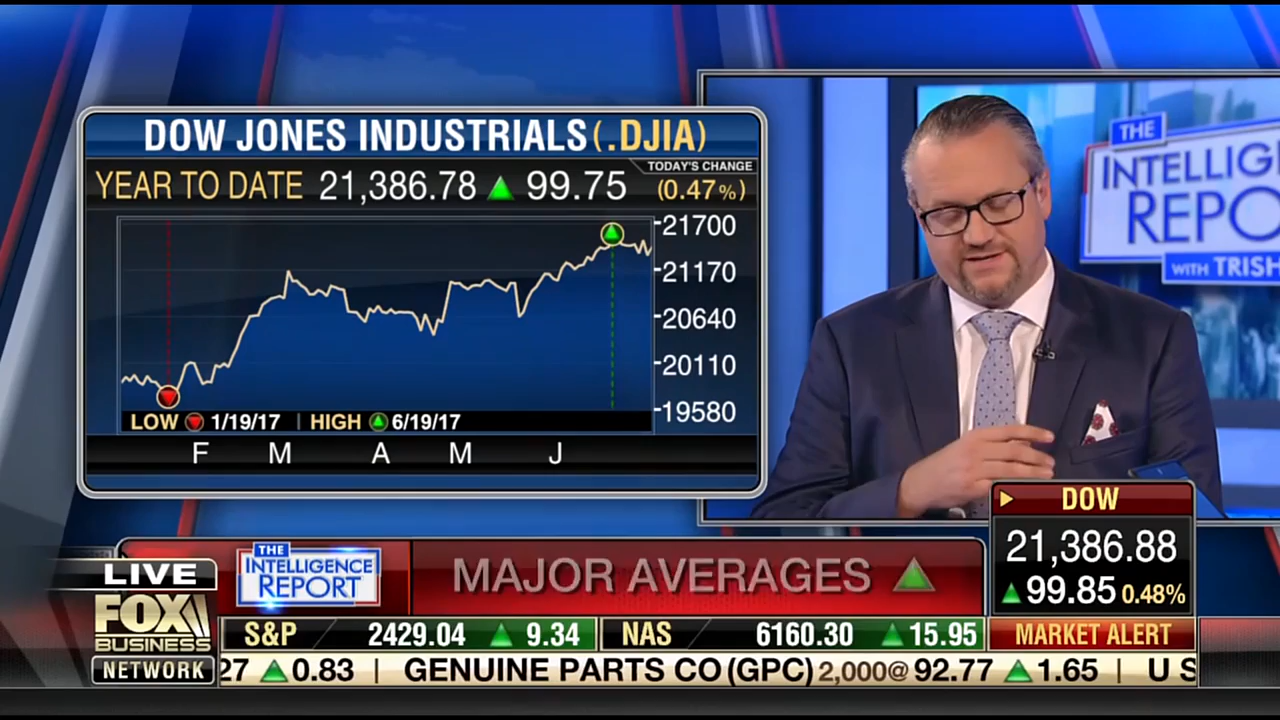 DOW JONES INDUSTRIALS(.DJIA)
TODAY'S CHANGE
YEAR TO DATE 21,386.78 ▲ 99.75 (0.47%)
21700
21170
20640
20110
19580
LOW ▼ 1/19/17 | HIGH ▲ 6/19/17
F M A M J
THE
INTELLIG
REPO
WITH TRISH
DOW
21,386.88
▲ 99.85 0.48%
MARKET ALERT
LIVE
FOX
BUSINESS
NETWORK
THE
INTELLIGENCE
REPORT
MAJOR AVERAGES ▲
S&P 2429.04 ▲ 9.34 NAS 6160.30 ▲ 15.95
27 ▲ 0.83 | GENUINE PARTS CO (GPC) 2,000@ 92.77 ▲ 1.65 | U S